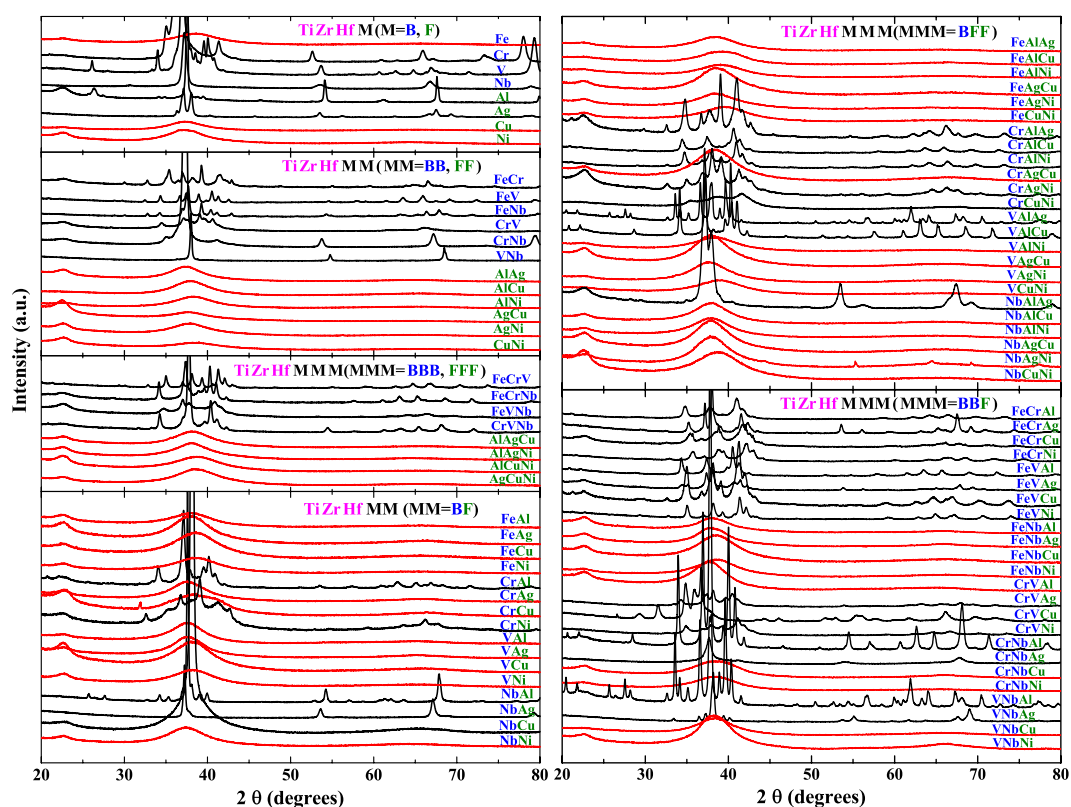 TiZrHf M(M=B, F)
Fe
Cr
V
Nb
Al
Ag
Cu
Ni
TiZrHf MM(MM=BB, FF)
FeCr
FeV
FeNb
CrV
CrNb
VNb
AlAg
AlCu
AlNi
AgCu
AgNi
CuNi
TiZrHf MMM(MMM=BBB, FFF)
FeCrV
FeCrNb
FeVNb
CrVNb
AlAgCu
AlAgNi
AlCuNi
AgCuNi
TiZrHf MM (MM=BF)
FeAl
FeAg
FeCu
FeNi
CrAl
CrAg
CrCu
CrNi
VAl
VAg
VCu
VNi
NbAl
NbAg
NbCu
NbNi
20 30 40 50 60 70 80
2 θ (degrees)
Intensity (a.u.)
TiZrHf MMM(MMM=BFF)
FeAlAg
FeAlCu
FeAlNi
FeAgCu
FeAgNi
FeCuNi
CrAlAg
CrAlCu
CrAlNi
CrAgCu
CrAgNi
CrCuNi
VAlAg
VAlCu
VAlNi
VAgCu
VAgNi
VCuNi
NbAlAg
NbAlCu
NbAlNi
NbAgCu
NbAgNi
NbCuNi
TiZrHf MMM (MMM=BBF)
FeCrAl
FeCrAg
FeCrCu
FeCrNi
FeVAl
FeVAg
FeVCu
FeVNi
FeNbAl
FeNbAg
FeNbCu
FeNbNi
CrVAl
CrVAg
CrVCu
CrVNi
CrNbAl
CrNbAg
CrNbCu
CrNbNi
VNbAl
VNbAg
VNbCu
VNbNi
20 30 40 50 60 70 80
2 θ (degrees)